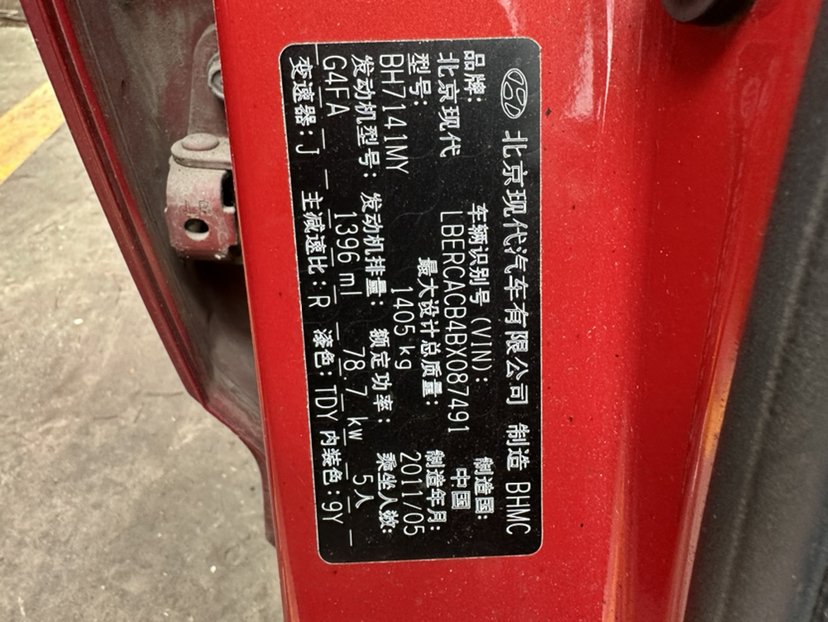 北京现代汽车有限公司 制造 BHMC
品牌: 车辆识别号(VIN): 制造国:
北京现代 LBERCACB4BX087491 中国
型号: 最大设计总质量: 制造年月:
BH7141MY 1405 kg 2011/05
发动机型号: 发动机排量: 额定功率: 乘坐人数:
G4FA 1396 ml 78.7 kw 5人
变速器:J 主减速比:R 漆色:TDY 内装色:9Y